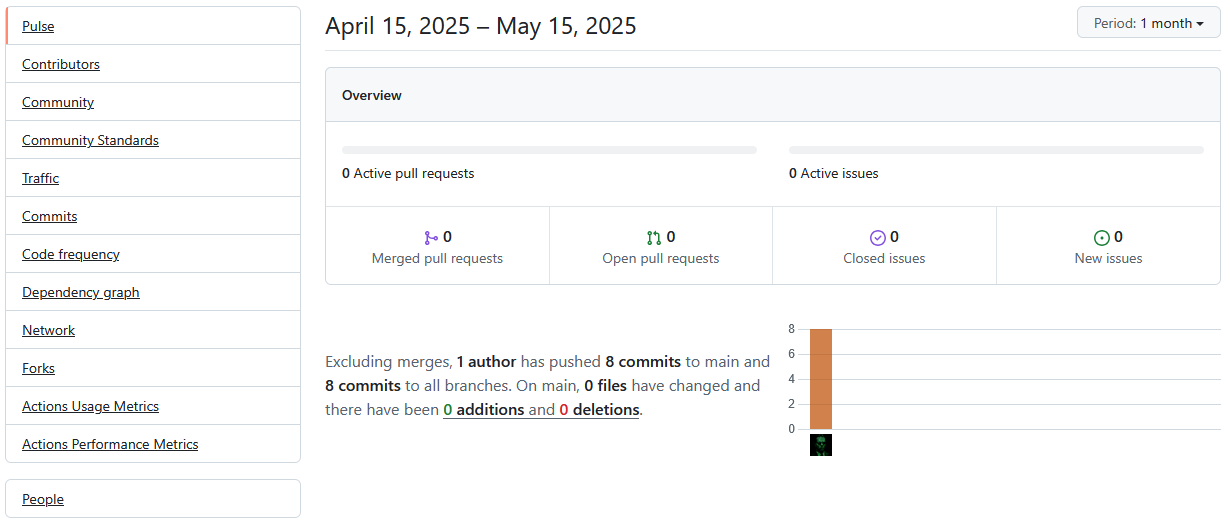 Pulse
Contributors
Community
Community Standards
Traffic
Commits
Code frequency
Dependency graph
Network
Forks
Actions Usage Metrics
Actions Performance Metrics
People
April 15, 2025 – May 15, 2025
Period: 1 month
Overview
0 Active pull requests
0 Active issues
0
Merged pull requests
0
Open pull requests
0
Closed issues
0
New issues
Excluding merges, 1 author has pushed 8 commits to main and
8 commits to all branches. On main, 0 files have changed and
there have been 0 additions and 0 deletions.
8
6
4
2
0